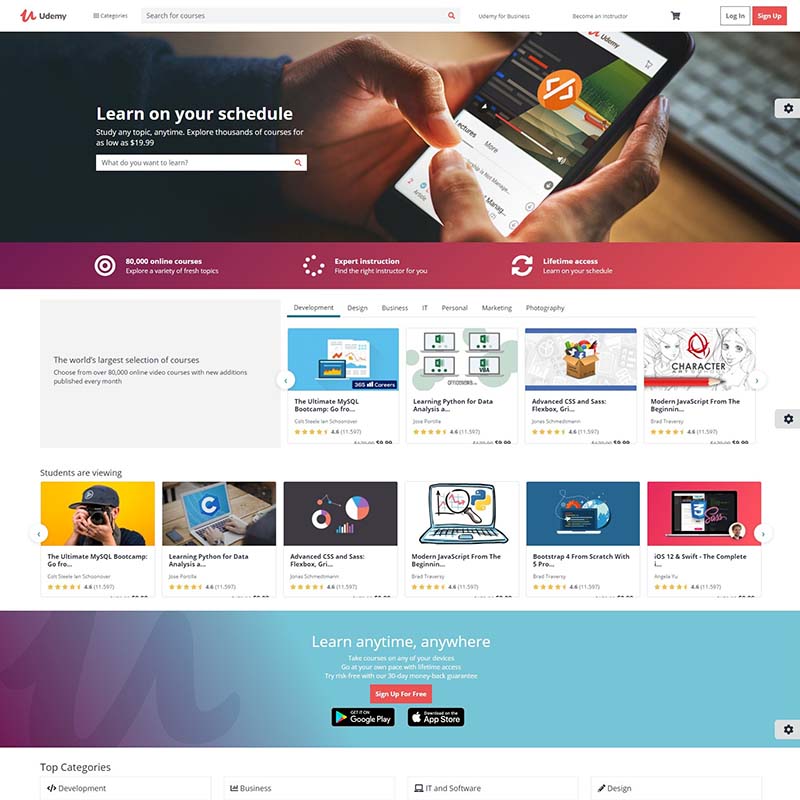 Udemy
Categories
Search for courses
Udemy for Business
Become an Instructor
Log In
Sign Up
Udemy
Lectures
More
Learn on your schedule
Study any topic, anytime. Explore thousands of courses for
as low as $19.99
What do you want to learn?
80,000 online courses
Explore a variety of fresh topics
Expert instruction
Find the right instructor for you
Lifetime access
Learn on your schedule
The world's largest selection of courses
Choose from over 80,000 online video courses with new additions
published every month
Development
Design
Business
IT
Personal
Marketing
Photography
365 Careers
VBA
CHARACTER
The Ultimate MySQL
Bootcamp: Go fro...
Colt Steele Ian Schoonover
4.6 (11,597)
$9.99
Learning Python for Data
Analysis a...
Jose Portilla
4.6 (11,597)
$9.99
Advanced CSS and Sass:
Flexbox, Gri...
Jonas Schmedtmann
4.6 (11,597)
$9.99
Modern JavaScript From The
Beginnin...
Brad Traversy
4.6 (11,597)
$9.99
Students are viewing
C
3
Sass
The Ultimate MySQL Bootcamp:
Go fro...
Colt Steele Ian Schoonover
4.6 (11,597)
Learning Python for Data
Analysis a...
Jose Portilla
4.6 (11,597)
Advanced CSS and Sass:
Flexbox, Gri...
Jonas Schmedtmann
4.6 (11,597)
Modern JavaScript From The
Beginnin...
Brad Traversy
4.6 (11,597)
Bootstrap 4 From Scratch With
5 Pro...
Brad Traversy
4.6 (11,597)
iOS 12 & Swift - The Complete
i...
Angela Yu
4.6 (11,597)
Learn anytime, anywhere
Take courses on any of your devices
Go at your own pace with lifetime access
Try risk-free with our 30-day money-back guarantee
Sign Up For Free
GET IT ON
Google Play
Download on the
App Store
Top Categories
Development
Business
IT and Software
Design